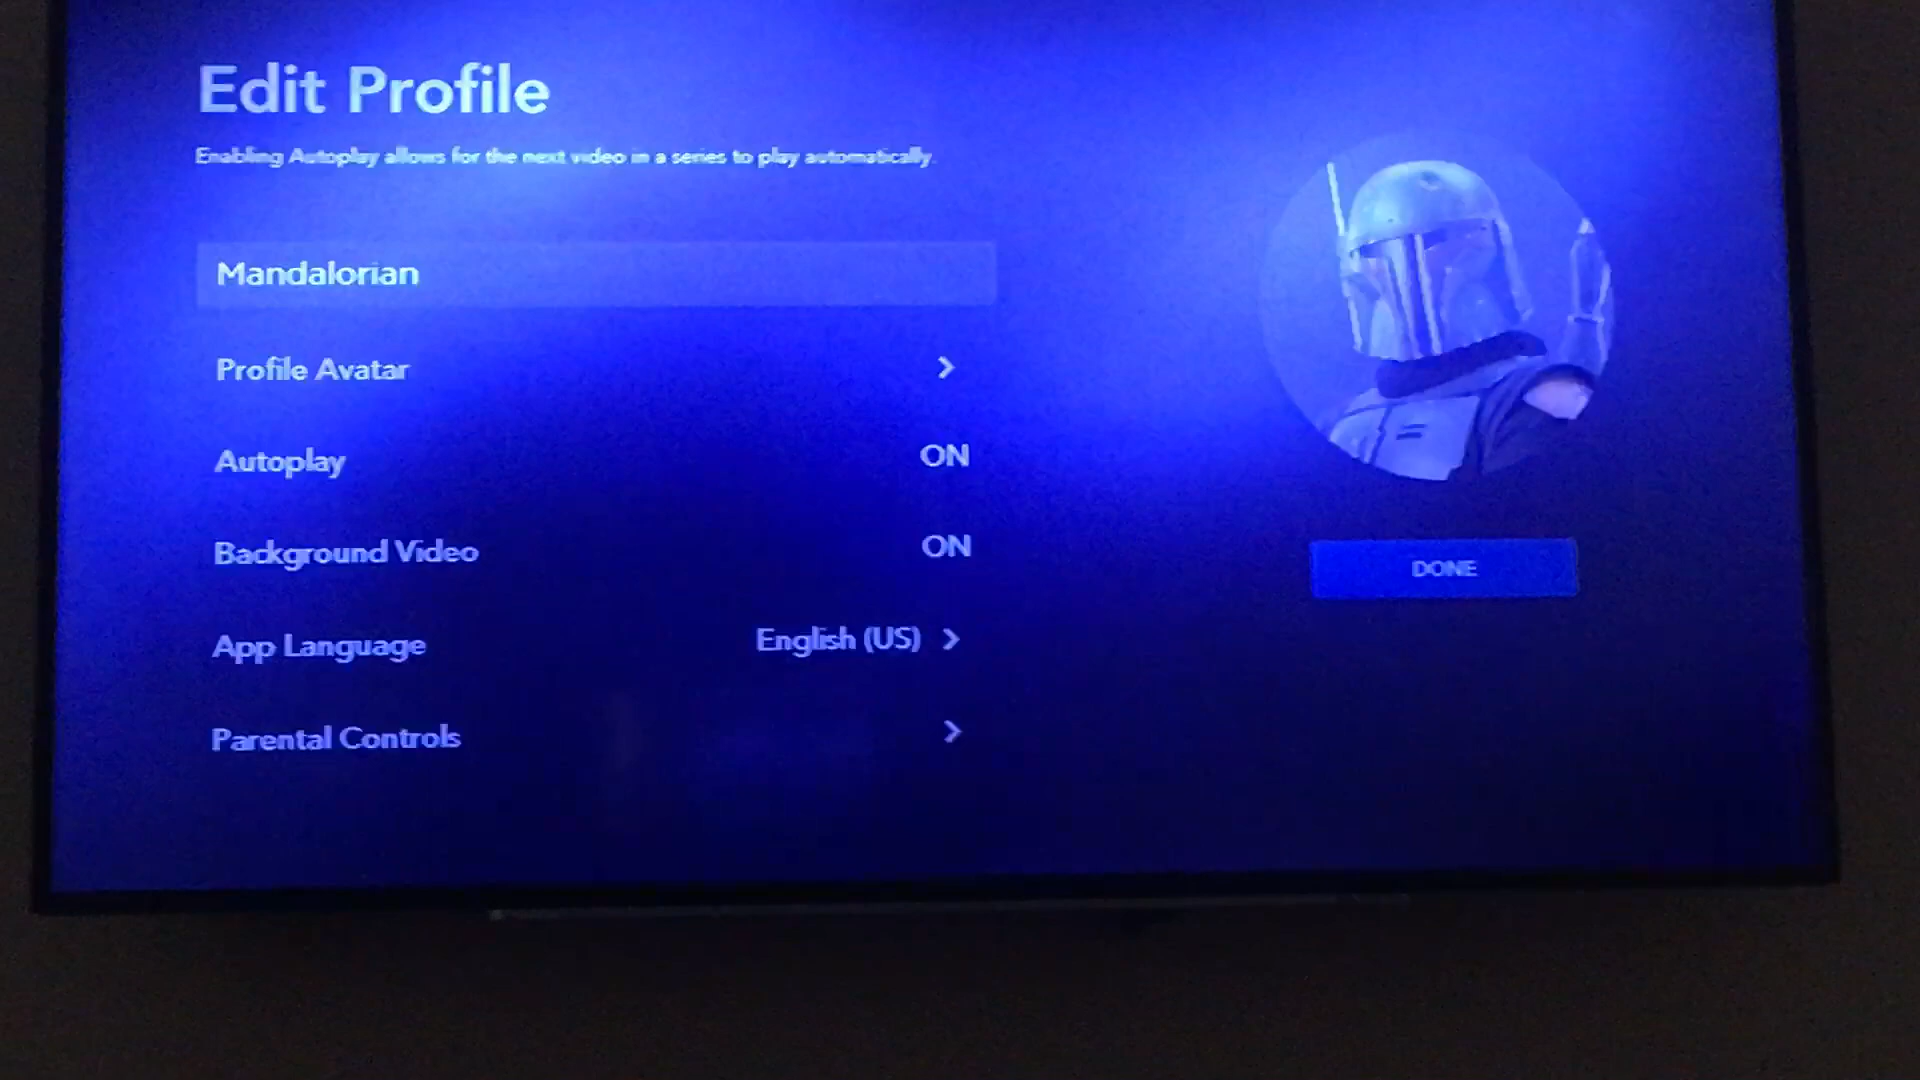 Edit Profile
Enabling Autoplay allows for the next video in a series to play automatically.
Mandalorian
Profile Avatar
Autoplay ON
Background Video ON
App Language English (US)
Parental Controls
DONE